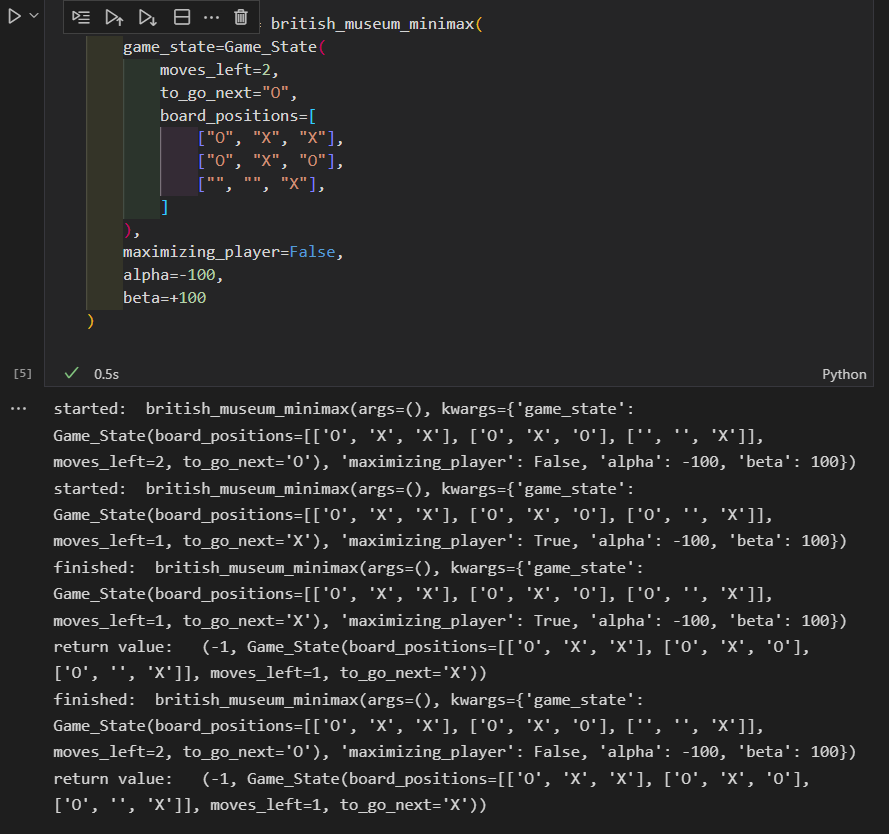 british_museum_minimax(
game_state=Game_State(
moves_left=2,
to_go_next="O",
board_positions=[
["O", "X", "X"],
["O", "X", "O"],
["", "", "X"],
]
),
maximizing_player=False,
alpha=-100,
beta=+100
)
[5] 0.5s Python
started:  british_museum_minimax(args=(), kwargs={'game_state':
Game_State(board_positions=[['O', 'X', 'X'], ['O', 'X', 'O'], ['', '', 'X']],
moves_left=2, to_go_next='O'), 'maximizing_player': False, 'alpha': -100, 'beta': 100})
started:  british_museum_minimax(args=(), kwargs={'game_state':
Game_State(board_positions=[['O', 'X', 'X'], ['O', 'X', 'O'], ['O', '', 'X']],
moves_left=1, to_go_next='X'), 'maximizing_player': True, 'alpha': -100, 'beta': 100})
finished:  british_museum_minimax(args=(), kwargs={'game_state':
Game_State(board_positions=[['O', 'X', 'X'], ['O', 'X', 'O'], ['O', '', 'X']],
moves_left=1, to_go_next='X'), 'maximizing_player': True, 'alpha': -100, 'beta': 100})
return value:   (-1, Game_State(board_positions=[['O', 'X', 'X'], ['O', 'X', 'O'],
['O', '', 'X']], moves_left=1, to_go_next='X'))
finished:  british_museum_minimax(args=(), kwargs={'game_state':
Game_State(board_positions=[['O', 'X', 'X'], ['O', 'X', 'O'], ['', '', 'X']],
moves_left=2, to_go_next='O'), 'maximizing_player': False, 'alpha': -100, 'beta': 100})
return value:   (-1, Game_State(board_positions=[['O', 'X', 'X'], ['O', 'X', 'O'],
['O', '', 'X']], moves_left=1, to_go_next='X'))